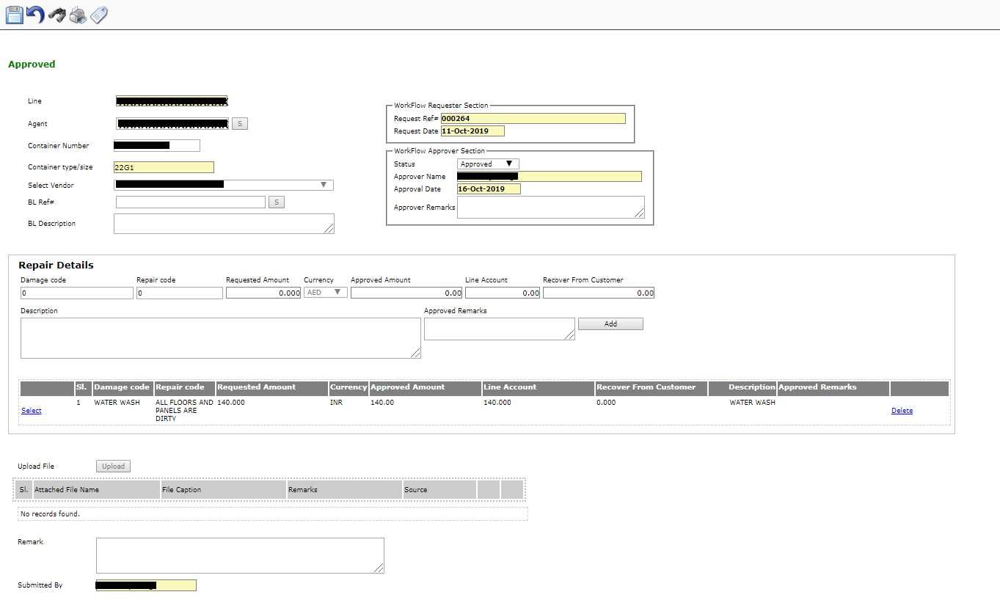 Approved
Line
Agent
S
Container Number
Container type/size
22G1
Select Vendor
BL Ref#
S
BL Description
WorkFlow Requester Section
Request Ref# 000264
Request Date 11-Oct-2019
WorkFlow Approver Section
Status Approved
Approver Name
Approval Date 16-Oct-2019
Approver Remarks
Repair Details
Damage code Repair code Requested Amount Currency Approved Amount Line Account Recover From Customer
0 0 0.000 AED 0.00 0.00 0.00
Description Approved Remarks
Add
Sl. Damage code Repair code Requested Amount Currency Approved Amount Line Account Recover From Customer Description Approved Remarks
1 WATER WASH ALL FLOORS AND 140.000 INR 140.00 140.000 0.000 WATER WASH
Select PANELS ARE Delete
DIRTY
Upload File Upload
Sl. Attached File Name File Caption Remarks Source
No records found.
Remark
Submitted By